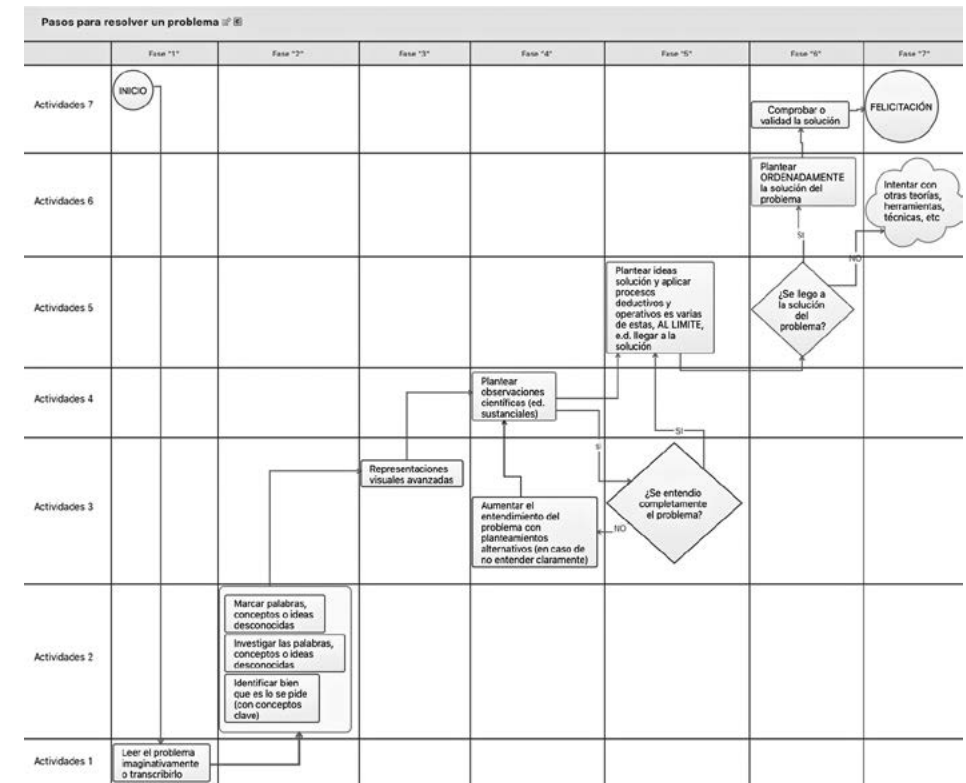 Pasos para resolver un problema
Fase "1"
Fase "2"
Fase "3"
Fase "4"
Fase "5"
Fase "6"
Fase "7"
Actividades 7
INICIO
Comprobar o
validad la solución
FELICITACIÓN
Actividades 6
Plantear
ORDENADAMENTE
la solución del
problema
Intentar con
otras teorías,
herramientas,
técnicas, etc
SI
NO
Actividades 5
Plantear ideas
solución y aplicar
procesos
deductivos y
operativos es varias
de estas, AL LIMITE,
e.d. llegar a la
solución
¿Se llego a
la solución
del
problema?
Actividades 4
Plantear
observaciones
científicas (ed.
sustanciales)
SI
SI
Actividades 3
Representaciones
visuales avanzadas
Aumentar el
entendimiento del
problema con
planteamientos
alternativos (en caso de
no entender claramente)
NO
¿Se entendio
completamente
el problema?
Actividades 2
Marcar palabras,
conceptos o ideas
desconocidas
Investigar las palabras,
conceptos o ideas
desconocidas
Identificar bien
que es lo se pide
(con conceptos
clave)
Actividades 1
Leer el problema
imaginativamente
o transcribirlo